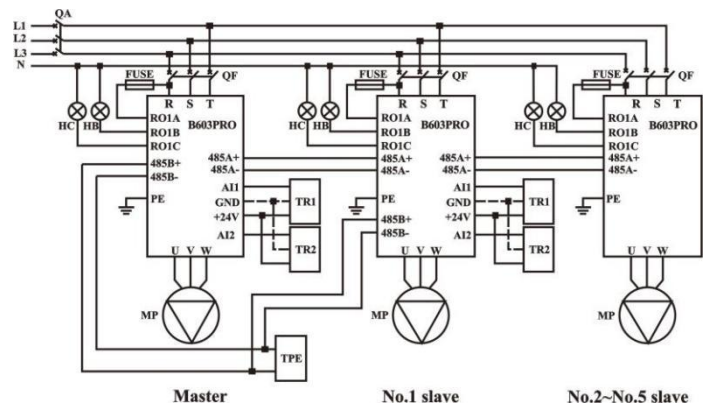 QA
L1
L2
L3
N
FUSE
QF
FUSE
QF
FUSE
QF
R S T
R S T
R S T
HC
HB
HC
HB
HC
HB
RO1A
B603PRO
RO1B
RO1C
485B+
485B-
485A+
485A-
PE
AI1
GND
+24V
AI2
TR1
TR2
U V W
MP
RO1A
B603PRO
RO1B
RO1C
485A+
485A-
485A+
485A-
PE
AI1
GND
+24V
AI2
485B+
485B-
TR1
TR2
U V W
MP
RO1A
B603PRO
RO1B
RO1C
485A+
485A-
PE
U V W
MP
TPE
Master
No.1 slave
No.2~No.5 slave